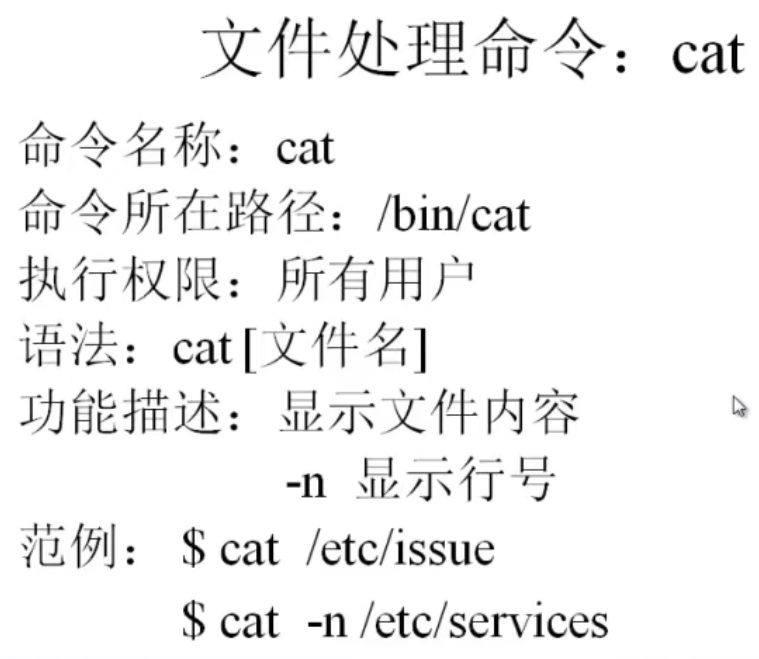 文件处理命令：cat
命令名称：cat
命令所在路径：/bin/cat
执行权限：所有用户
语法：cat [文件名]
功能描述：显示文件内容
-n 显示行号
范例： $ cat /etc/issue
$ cat -n /etc/services